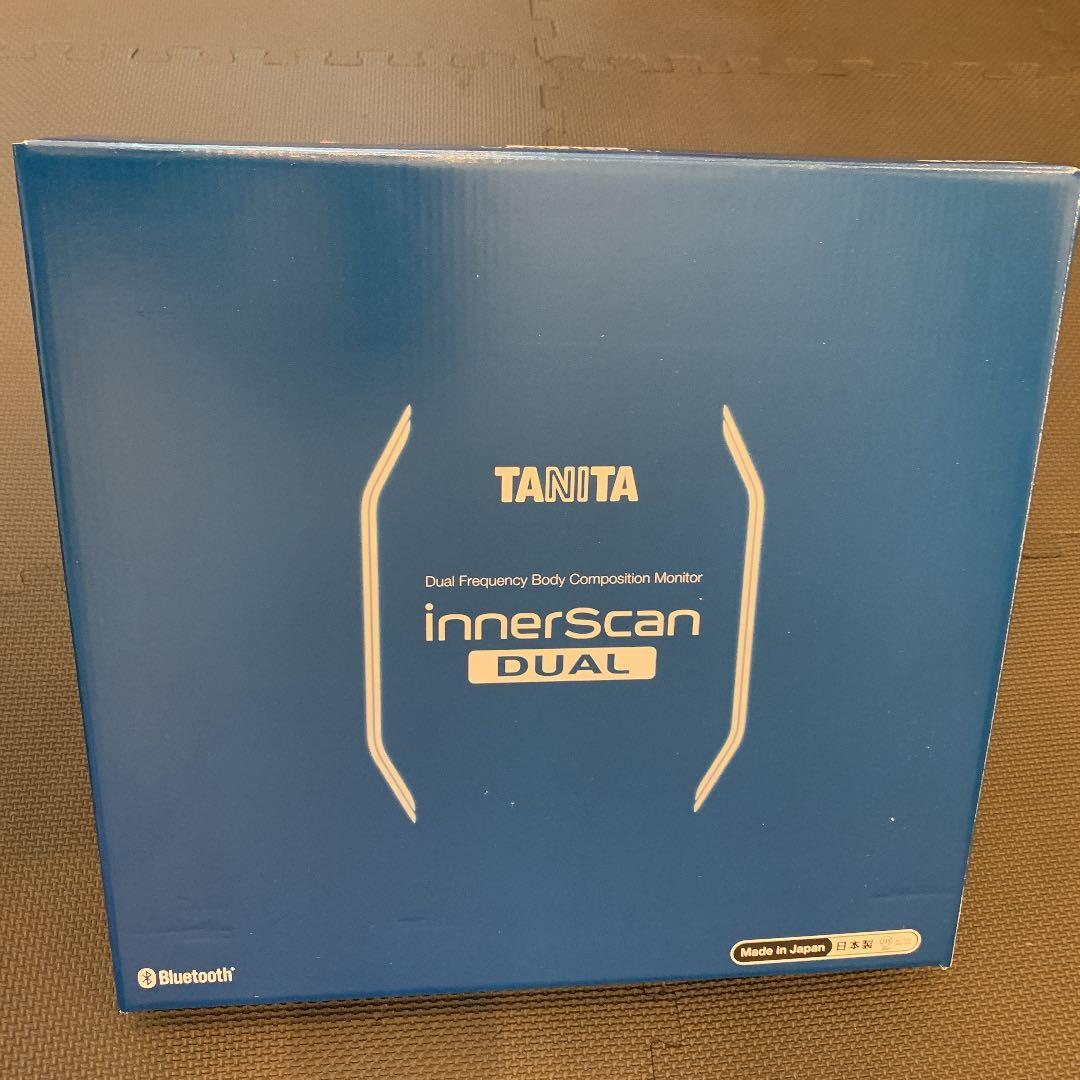 TANITA
Dual Frequency Body Composition Monitor
innerScan
DUAL
Bluetooth
Made in Japan 日本製